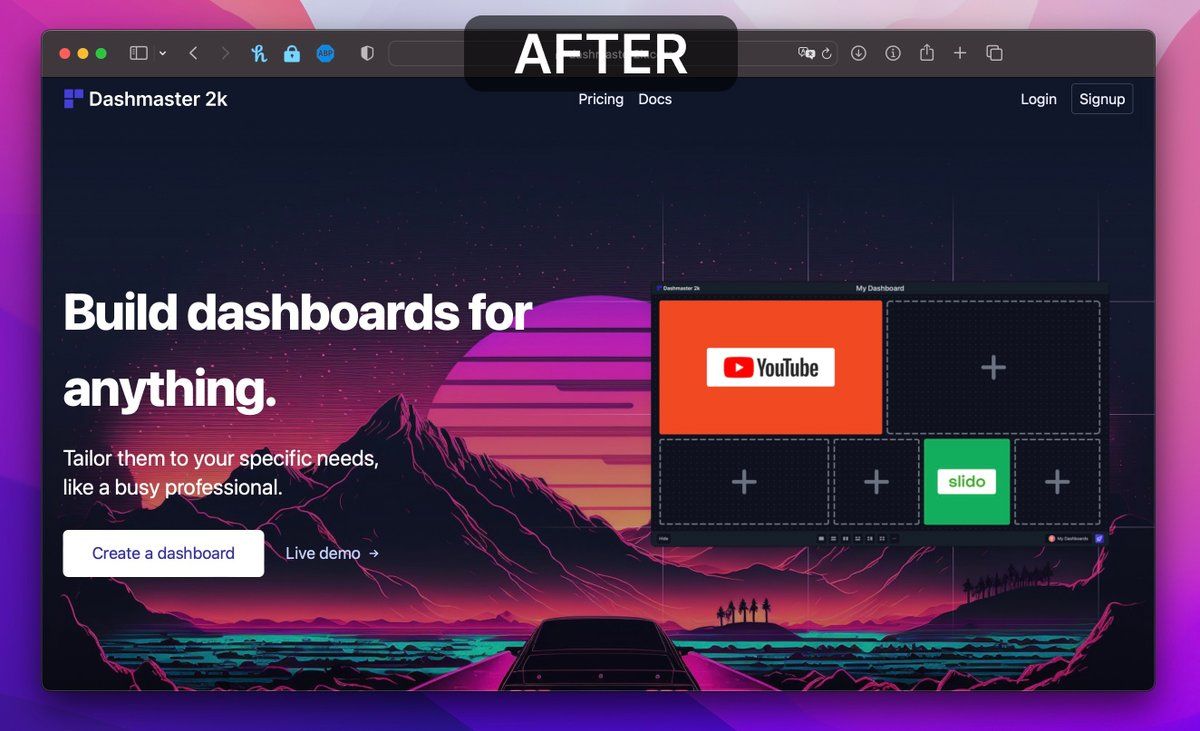 AFTER
ABP
Dashmaster 2k
Pricing
Docs
Login
Signup
Build dashboards for
anything.
Tailor them to your specific needs,
like a busy professional.
Create a dashboard
Live demo →
Dashmaster 2k
My Dashboard
YouTube
slido
Hide
My Dashboards